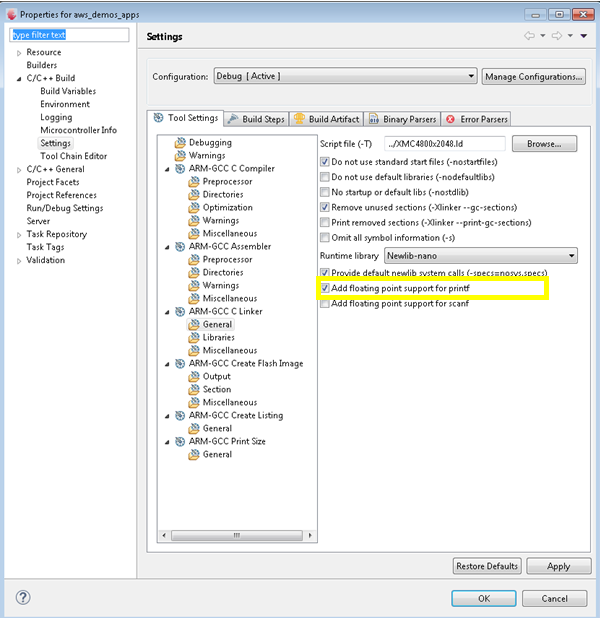 Properties for aws_demos_apps
type filter text
Resource
Builders
C/C++ Build
Build Variables
Environment
Logging
Microcontroller Info
Settings
Tool Chain Editor
C/C++ General
Project Facets
Project References
Run/Debug Settings
Server
Task Repository
Task Tags
Validation
Settings
Configuration: Debug [ Active ] Manage Configurations...
Tool Settings Build Steps Build Artifact Binary Parsers Error Parsers
Debugging
Warnings
ARM-GCC C Compiler
Preprocessor
Directories
Optimization
Warnings
Miscellaneous
ARM-GCC Assembler
Preprocessor
Directories
Warnings
Miscellaneous
ARM-GCC C Linker
General
Libraries
Miscellaneous
ARM-GCC Create Flash Image
Output
Section
Miscellaneous
ARM-GCC Create Listing
General
ARM-GCC Print Size
General
Script file (-T) ../XMC4800x2048.ld Browse...
Do not use standard start files (-nostartfiles)
Do not use default libraries (-nodefaultlibs)
No startup or default libs (-nostdlib)
Remove unused sections (-Xlinker --gc-sections)
Print removed sections (-Xlinker --print-gc-sections)
Omit all symbol information (-s)
Runtime library Newlib-nano
Provide default newlib system calls (-specs=nosys.specs)
Add floating point support for printf
Add floating point support for scanf
Restore Defaults Apply
OK Cancel